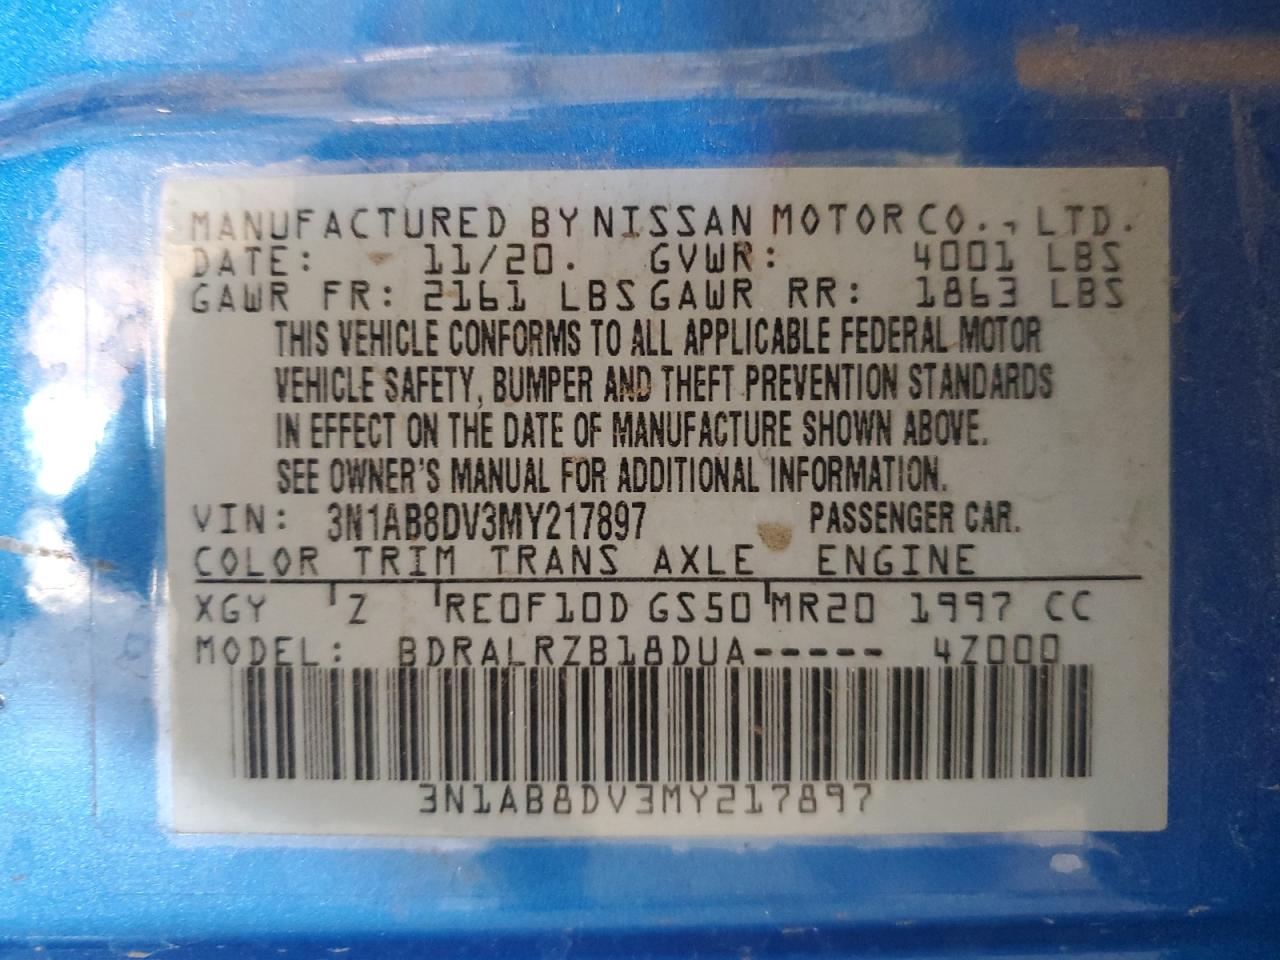 MANUFACTURED BY NISSAN MOTOR CO., LTD.
DATE: 11/20. GVWR: 4001 LBS
GAWR FR: 2161 LBS GAWR RR: 1863 LBS
THIS VEHICLE CONFORMS TO ALL APPLICABLE FEDERAL MOTOR
VEHICLE SAFETY, BUMPER AND THEFT PREVENTION STANDARDS
IN EFFECT ON THE DATE OF MANUFACTURE SHOWN ABOVE.
SEE OWNER'S MANUAL FOR ADDITIONAL INFORMATION.
VIN: 3N1AB8DV3MY217897 PASSENGER CAR.
COLOR TRIM TRANS AXLE ENGINE
XGY Z RE0F10D GS50 MR20 1997 CC
MODEL: BDRALRZB18DUA----- 4Z000
3N1AB8DV3MY217897